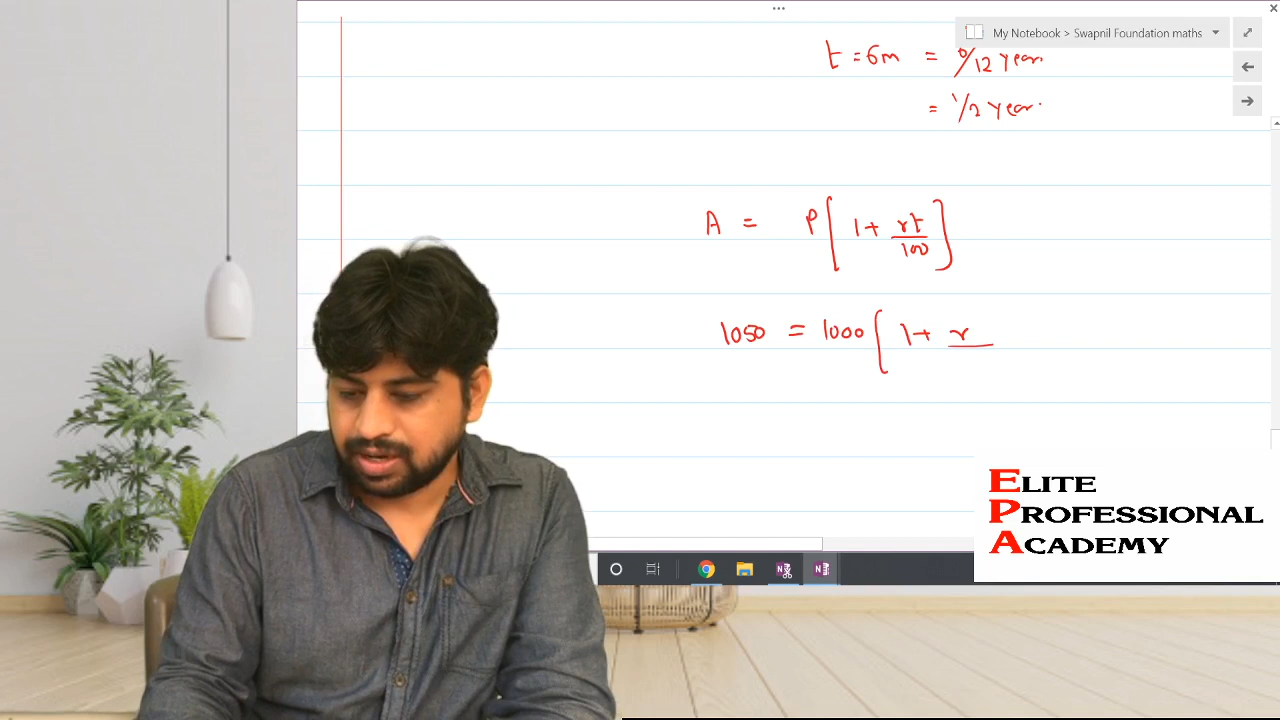 My Notebook > Swapnil Foundation maths
t = 6m = 6/12 year.
= 1/2 year.
A = P[ 1 + rt/100 ]
1050 = 1000[ 1 + r
ELITE
PROFESSIONAL
ACADEMY